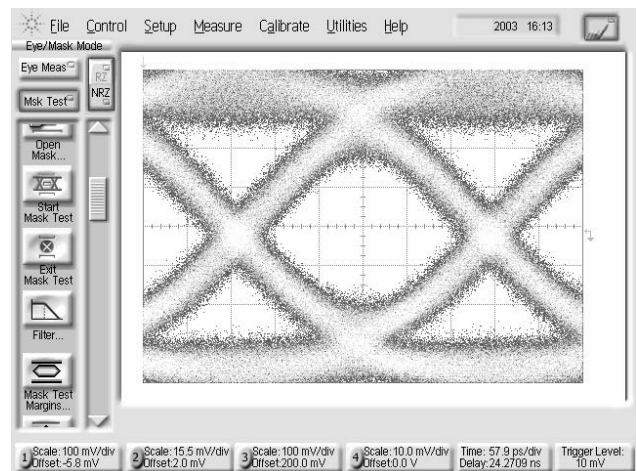 File Control Setup Measure Calibrate Utilities Help 2003 16:13
Eye/Mask Mode
Eye Meas
RZ
NRZ
Msk Test
Open
Mask...
Start
Mask Test
Exit
Mask Test
Filter...
Mask Test
Margins...
1 Scale: 100 mV/div
Offset:-5.8 mV
2 Scale: 15.5 mV/div
Offset:2.0 mV
3 Scale: 100 mV/div
Offset:200.0 mV
4 Scale: 10.0 mV/div
Offset:0.0 V
Time: 57.9 ps/div
Delay:24.2709 ns
Trigger Level:
10 mV